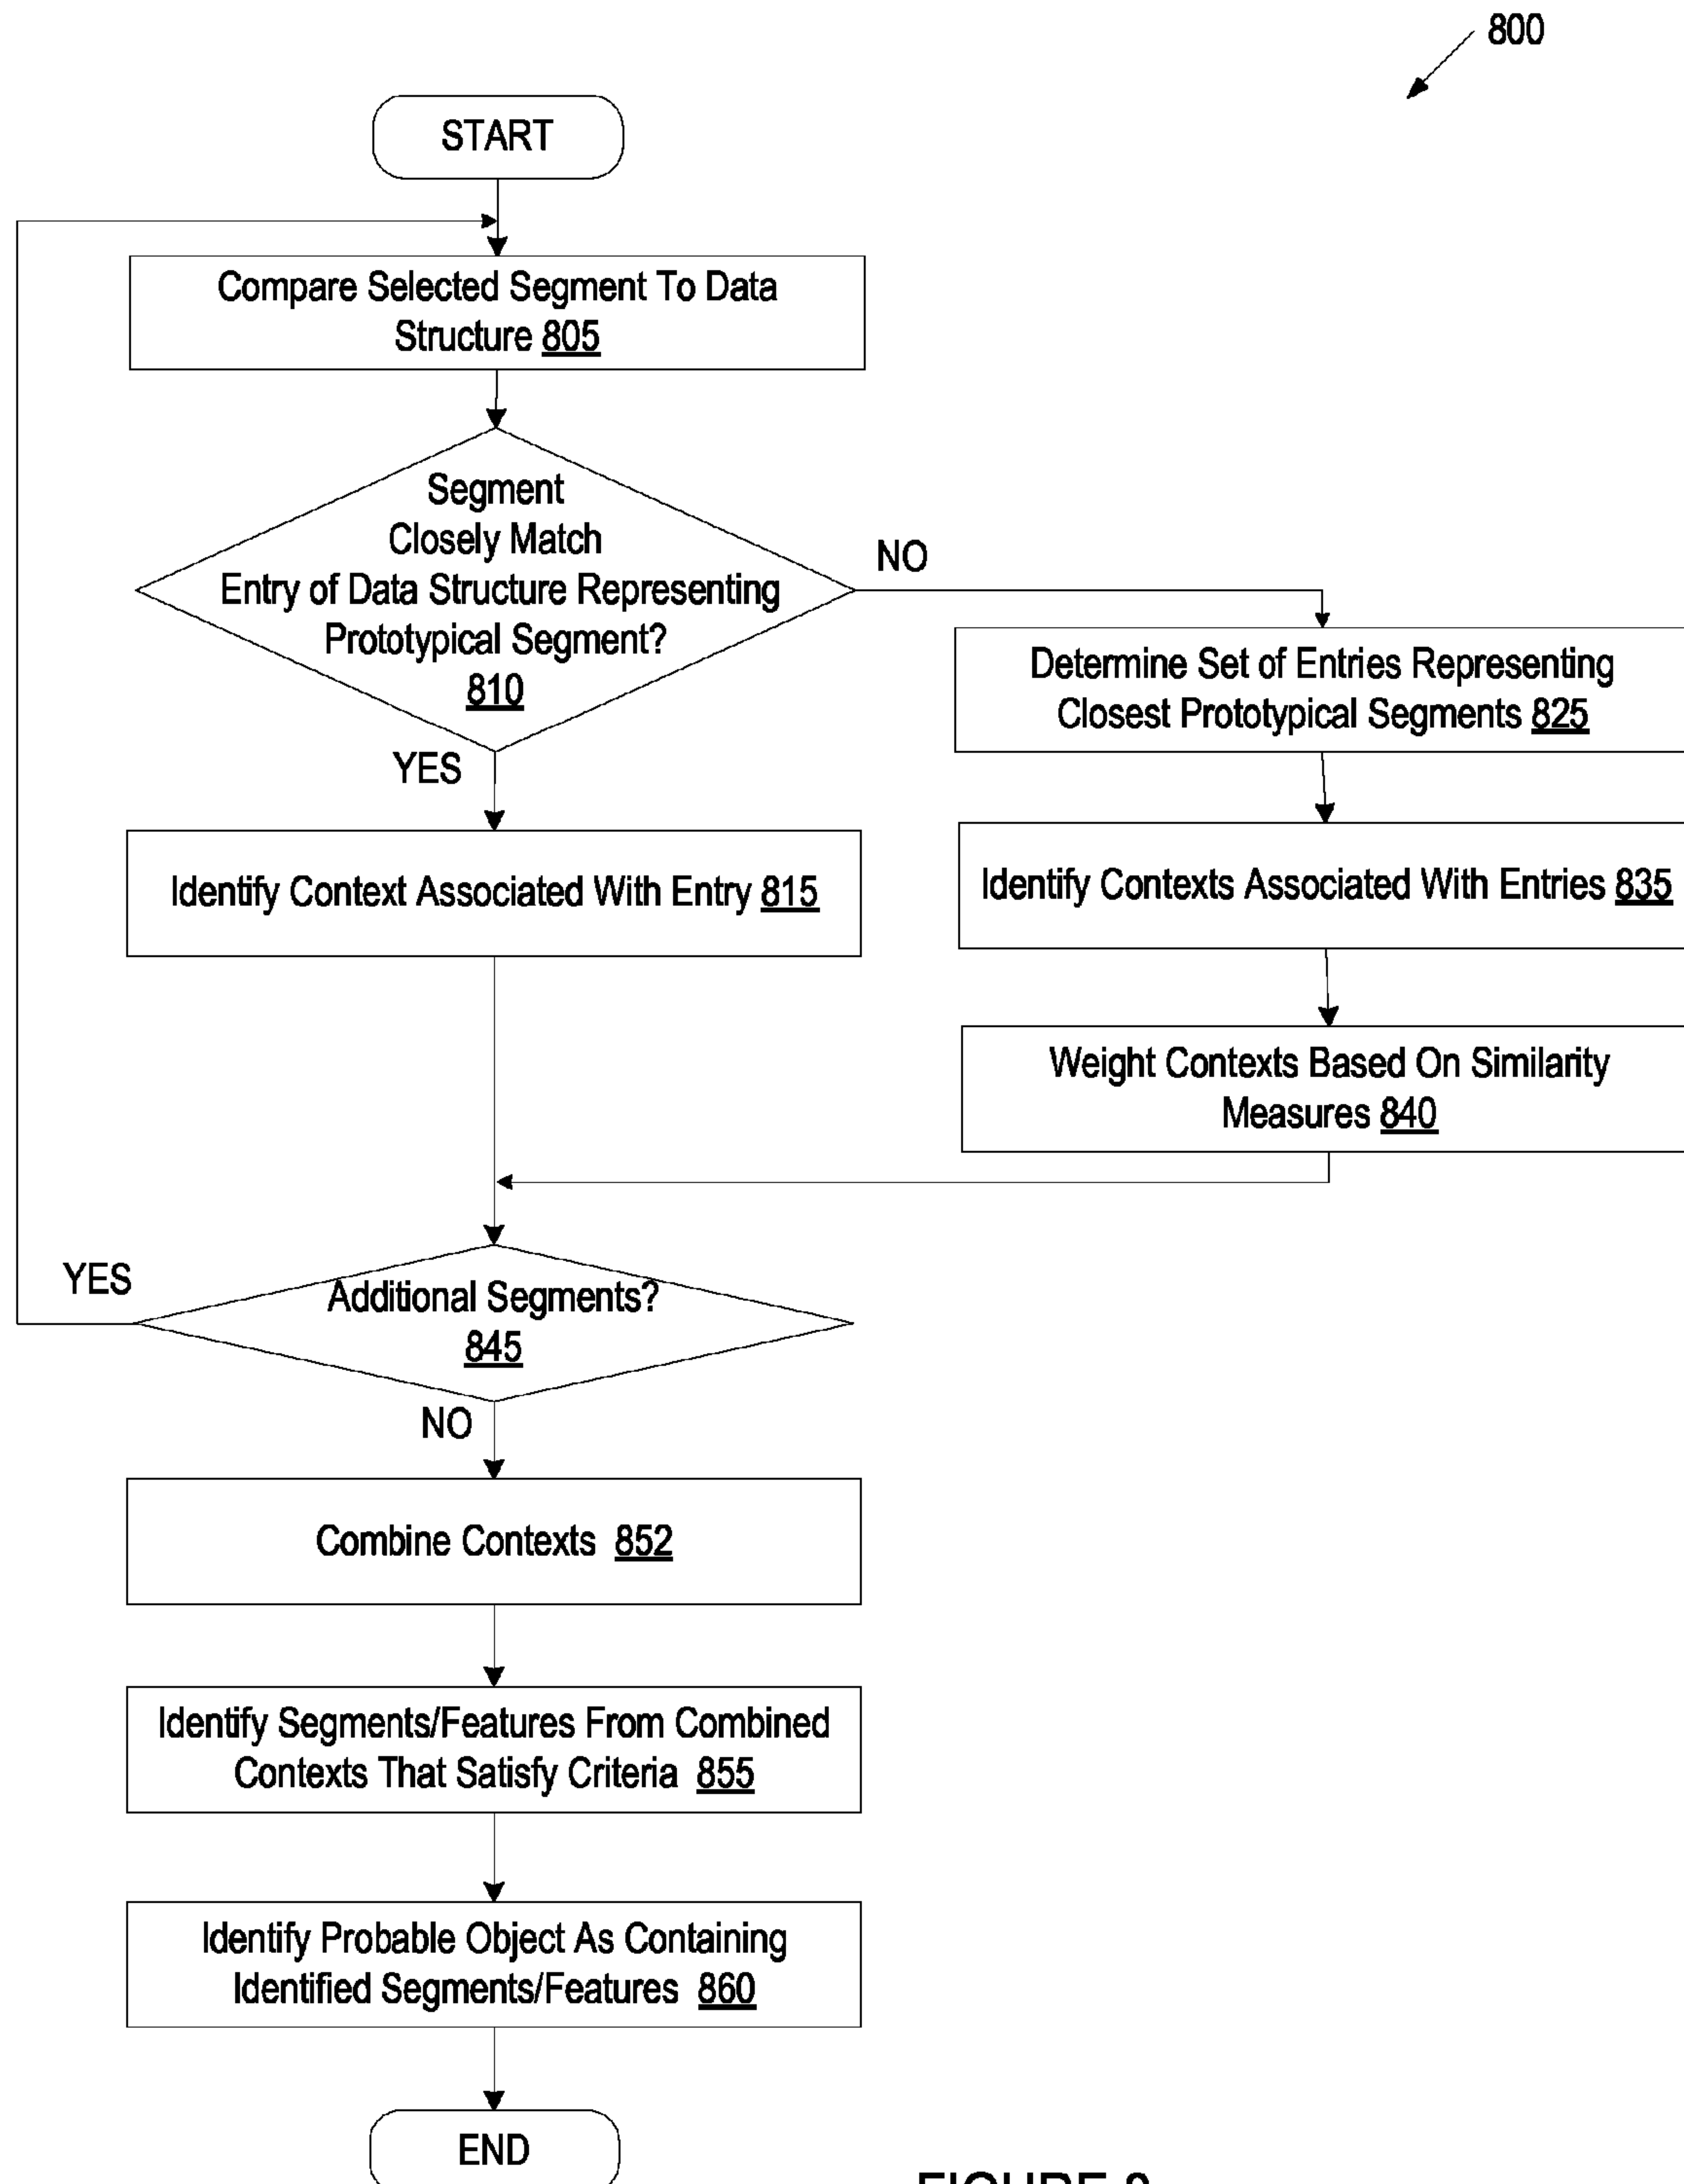 800
START
Compare Selected Segment To Data
Structure 805
Segment
Closely Match
Entry of Data Structure Representing
Prototypical Segment?
810
NO
YES
Determine Set of Entries Representing
Closest Prototypical Segments 825
Identify Context Associated With Entry 815
Identify Contexts Associated With Entries 835
Weight Contexts Based On Similarity
Measures 840
YES
Additional Segments?
845
NO
Combine Contexts 852
Identify Segments/Features From Combined
Contexts That Satisfy Criteria 855
Identify Probable Object As Containing
Identified Segments/Features 860
END
FIGURE